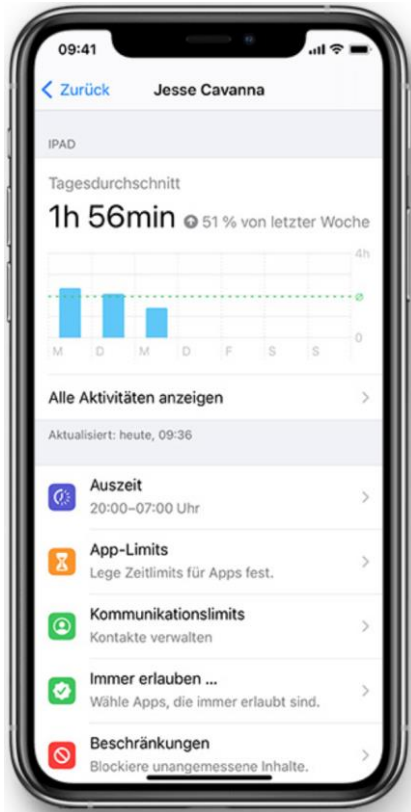 09:41
Zurück Jesse Cavanna
IPAD
Tagesdurchschnitt
1h 56min 51 % von letzter Woche
4h
ø
0
M D M D F S S
Alle Aktivitäten anzeigen
Aktualisiert: heute, 09:36
Auszeit
20:00–07:00 Uhr
App-Limits
Lege Zeitlimits für Apps fest.
Kommunikationslimits
Kontakte verwalten
Immer erlauben ...
Wähle Apps, die immer erlaubt sind.
Beschränkungen
Blockiere unangemessene Inhalte.